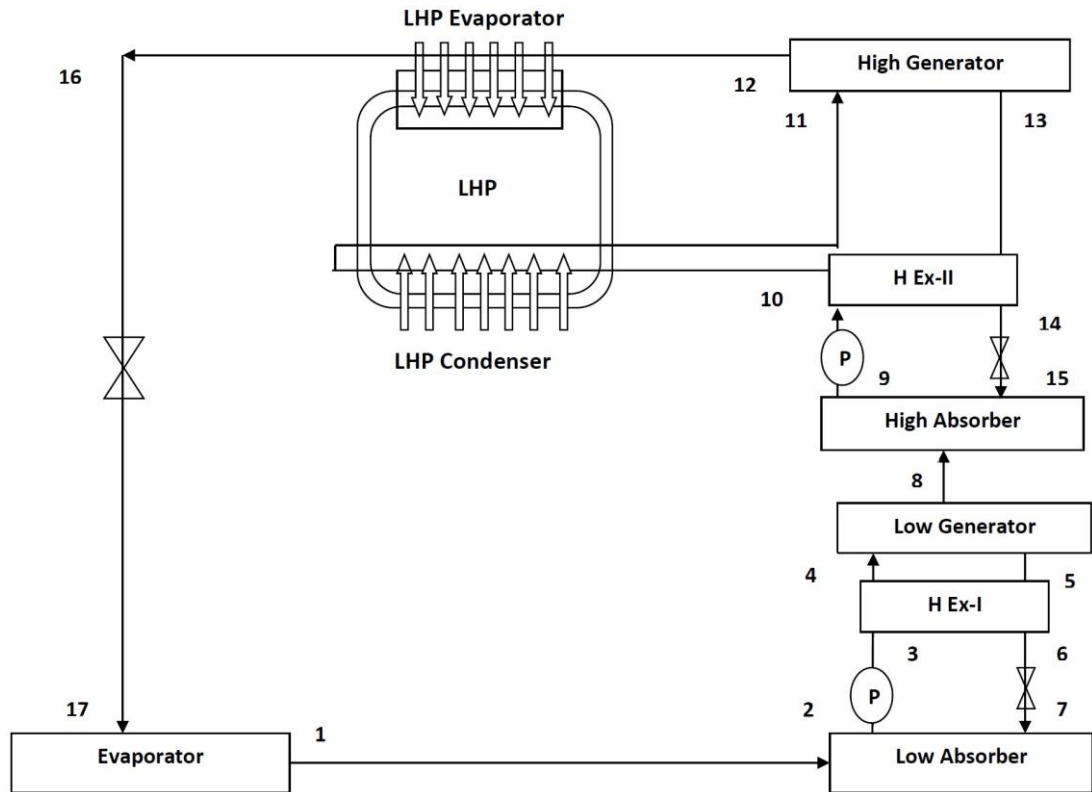 LHP Evaporator
High Generator
16
12
11
13
LHP
H Ex-II
10
14
LHP Condenser
P
9
15
High Absorber
8
Low Generator
4
5
H Ex-I
3
6
P
2
7
17
1
Evaporator
Low Absorber